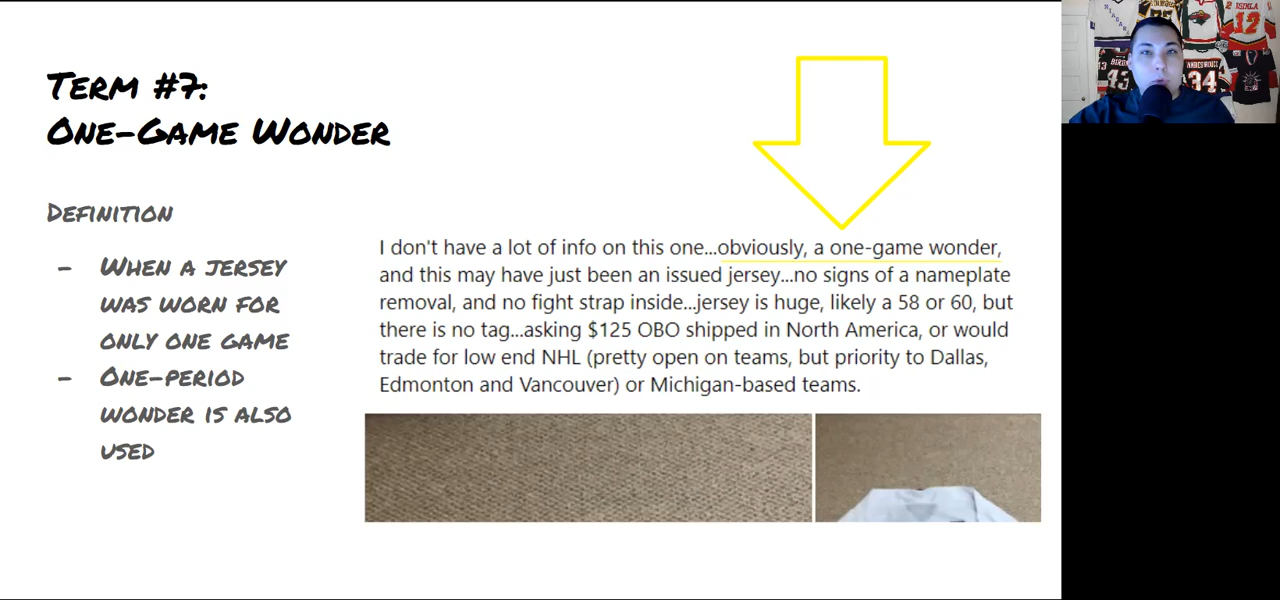 Term #7:
One-Game Wonder
Definition
- When a jersey
was worn for
only one game
- One-period
wonder is also
used
I don't have a lot of info on this one...obviously, a one-game wonder,
and this may have just been an issued jersey...no signs of a nameplate
removal, and no fight strap inside...jersey is huge, likely a 58 or 60, but
there is no tag...asking $125 OBO shipped in North America, or would
trade for low end NHL (pretty open on teams, but priority to Dallas,
Edmonton and Vancouver) or Michigan-based teams.
12
43
34